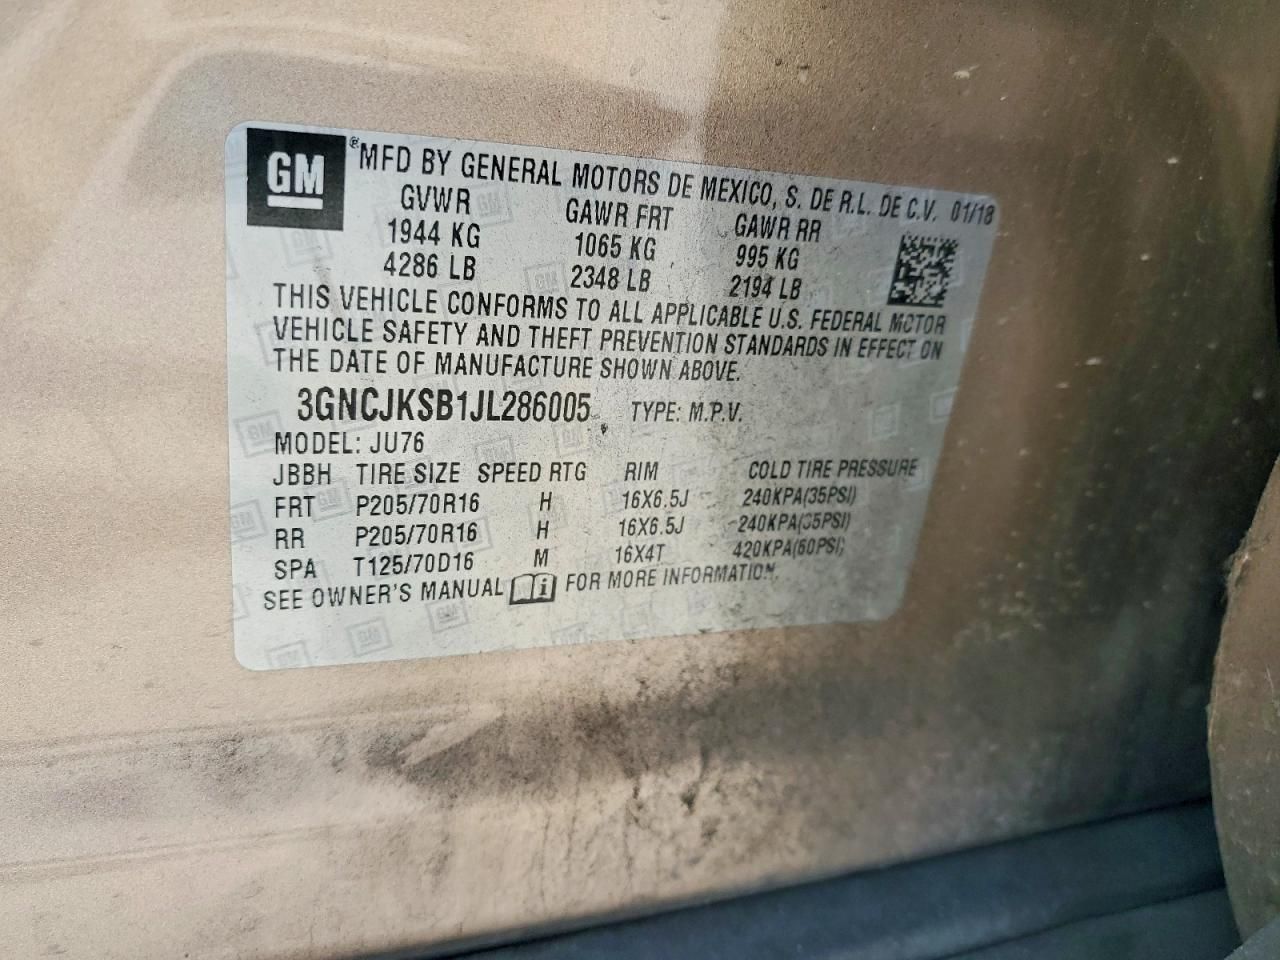 GM ® MFD BY GENERAL MOTORS DE MEXICO, S. DE R.L. DE C.V. 01/18
GVWR GAWR FRT GAWR RR
1944 KG 1065 KG 995 KG
4286 LB 2348 LB 2194 LB
THIS VEHICLE CONFORMS TO ALL APPLICABLE U.S. FEDERAL MOTOR
VEHICLE SAFETY AND THEFT PREVENTION STANDARDS IN EFFECT ON
THE DATE OF MANUFACTURE SHOWN ABOVE.
3GNCJKSB1JL286005 TYPE: M.P.V.
MODEL: JU76
JBBH TIRE SIZE SPEED RTG RIM COLD TIRE PRESSURE
FRT P205/70R16 H 16X6.5J 240KPA(35PSI)
RR P205/70R16 H 16X6.5J 240KPA(35PSI)
SPA T125/70D16 M 16X4T 420KPA(60PSI)
SEE OWNER'S MANUAL i FOR MORE INFORMATION.